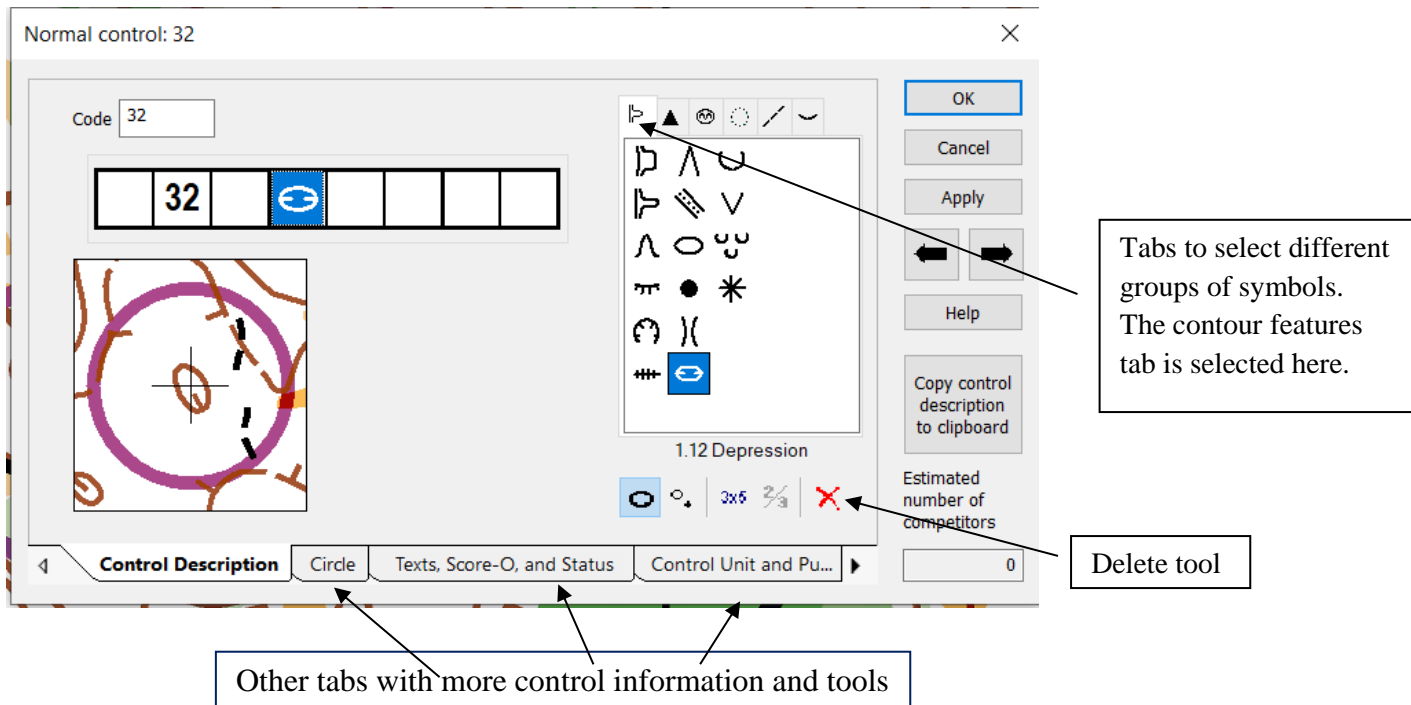 Normal control: 32
Code 32
32
1.12 Depression
3x6 2/3
OK
Cancel
Apply
Help
Copy control
description
to clipboard
Estimated
number of
competitors
0
Control Description Circle Texts, Score-O, and Status Control Unit and Pu...
Tabs to select different
groups of symbols.
The contour features
tab is selected here.
Delete tool
Other tabs with more control information and tools